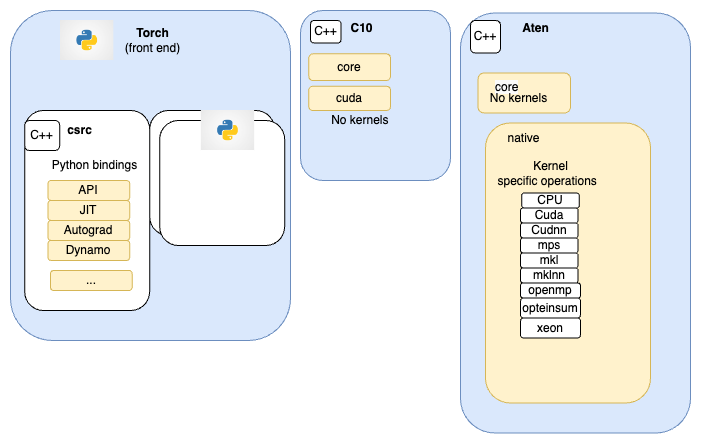 Torch
(front end)
C++
csrc
Python bindings
API
JIT
Autograd
Dynamo
...
C++
C10
core
cuda
No kernels
C++
Aten
core
No kernels
native
Kernel
specific operations
CPU
Cuda
Cudnn
mps
mkl
mklnn
openmp
opteinsum
xeon